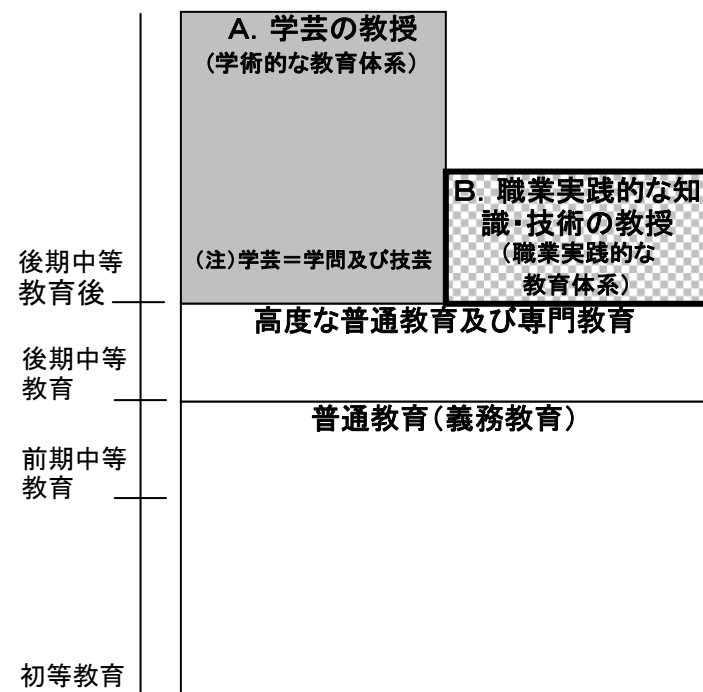 A. 学芸の教授
（学術的な教育体系）
B. 職業実践的な知
識・技術の教授
（職業実践的な
教育体系）
（注）学芸＝学問及び技芸
後期中等
教育後
高度な普通教育及び専門教育
後期中等
教育
普通教育（義務教育）
前期中等
教育
初等教育